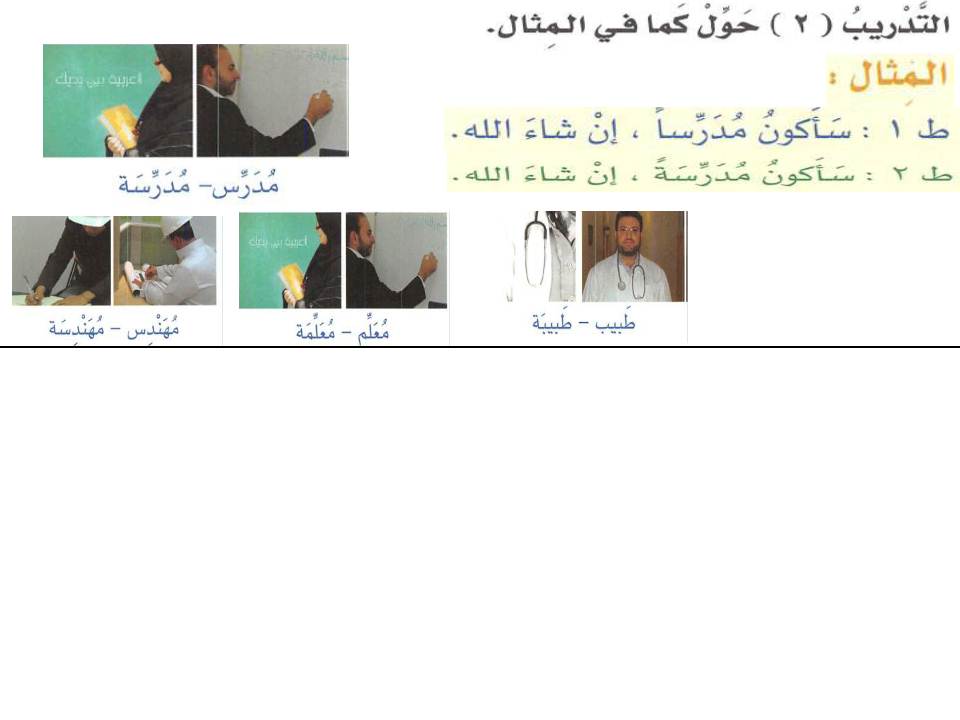 التَّدْريبُ ( ٢ ) حَوِّلْ كَما في المِثال.
المِثال :
ط ١ : سَأَكونُ مُدَرِّساً ، إنْ شاءَ الله.
ط ٢ : سَأَكونُ مُدَرِّسَةً ، إنْ شاءَ الله.
العربية بين يديك
مُدَرِّس– مُدَرِّسَة
طَبيب – طَبيبَة
العربية بين يديك
مُعَلِّم – مُعَلِّمَة
مُهَنْدِس – مُهَنْدِسَة